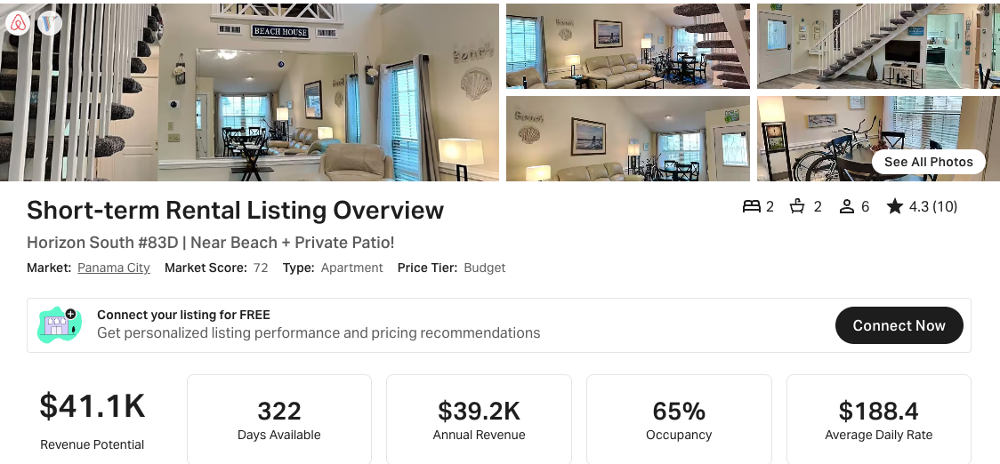 BEACH HOUSE
See All Photos
Short-term Rental Listing Overview
2 2 6 4.3 (10)
Horizon South #83D | Near Beach + Private Patio!
Market: Panama City Market Score: 72 Type: Apartment Price Tier: Budget
Connect your listing for FREE
Get personalized listing performance and pricing recommendations
Connect Now
$41.1K
Revenue Potential
322
Days Available
$39.2K
Annual Revenue
65%
Occupancy
$188.4
Average Daily Rate